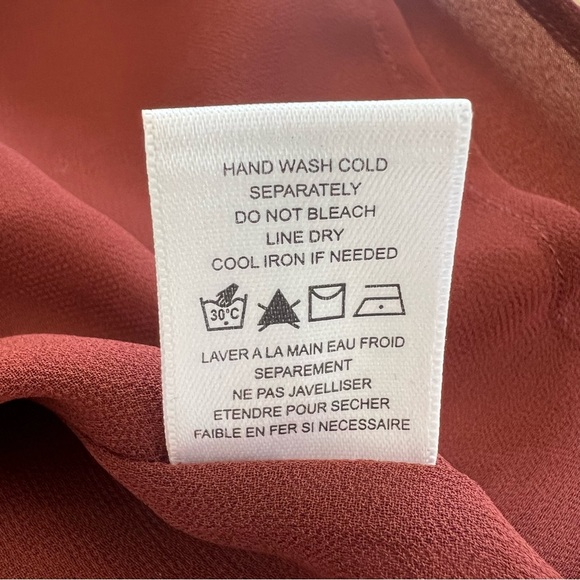 HAND WASH COLD
SEPARATELY
DO NOT BLEACH
LINE DRY
COOL IRON IF NEEDED
30°C
LAVER A LA MAIN EAU FROID
SEPAREMENT
NE PAS JAVELLISER
ETENDRE POUR SECHER
FAIBLE EN FER SI NECESSAIRE